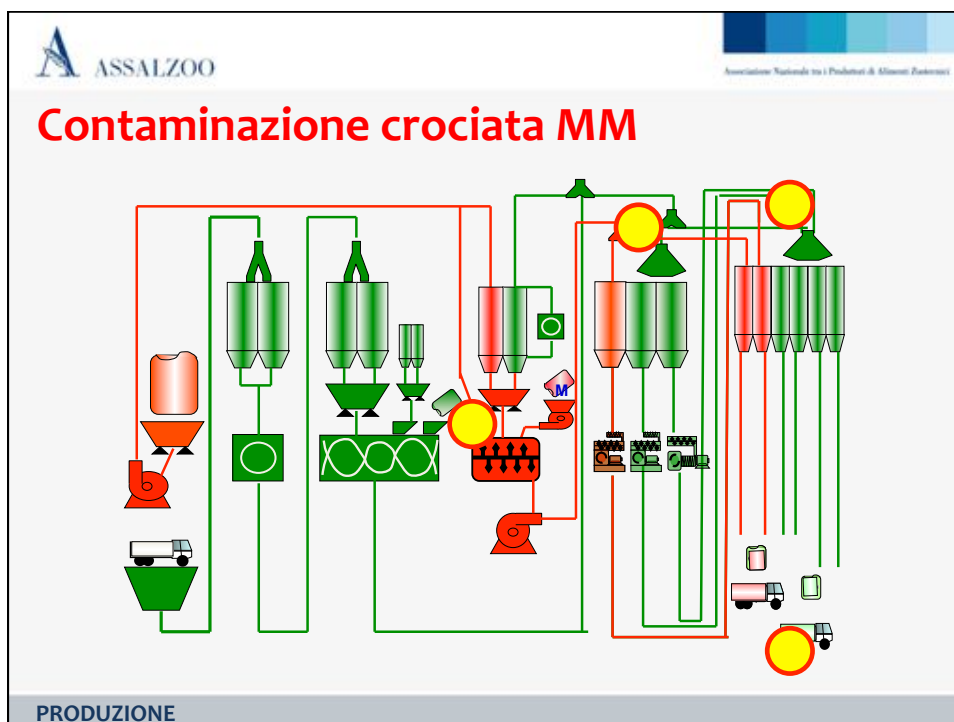 ASSALZOO
Associazione Nazionale tra i Produttori di Alimenti Zootecnici
Contaminazione crociata MM
M
PRODUZIONE